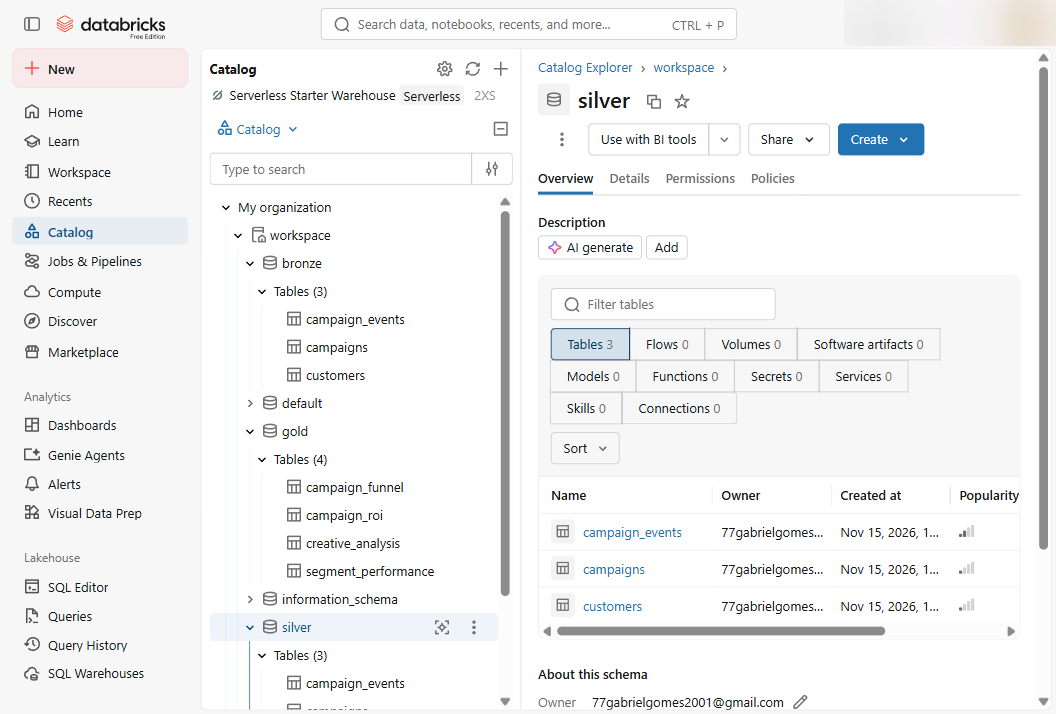 databricks
Free Edition
Search data, notebooks, recents, and more...
CTRL + P
New
Home
Learn
Workspace
Recents
Catalog
Jobs & Pipelines
Compute
Discover
Marketplace
Analytics
Dashboards
Genie Agents
Alerts
Visual Data Prep
Lakehouse
SQL Editor
Queries
Query History
SQL Warehouses
Catalog
Serverless Starter Warehouse Serverless 2XS
Catalog
Type to search
My organization
workspace
bronze
Tables (3)
campaign_events
campaigns
customers
default
gold
Tables (4)
campaign_funnel
campaign_roi
creative_analysis
segment_performance
information_schema
silver
Tables (3)
campaign_events
campaigns
Catalog Explorer › workspace ›
silver
Use with BI tools
Share
Create
Overview Details Permissions Policies
Description
AI generate
Add
Filter tables
Tables 3 Flows 0 Volumes 0 Software artifacts 0
Models 0 Functions 0 Secrets 0 Services 0
Skills 0 Connections 0
Sort
Name Owner Created at Popularity
campaign_events 77gabrielgomes... Nov 15, 2026, 1...
campaigns 77gabrielgomes... Nov 15, 2026, 1...
customers 77gabrielgomes... Nov 15, 2026, 1...
About this schema
Owner 77gabrielgomes2001@gmail.com